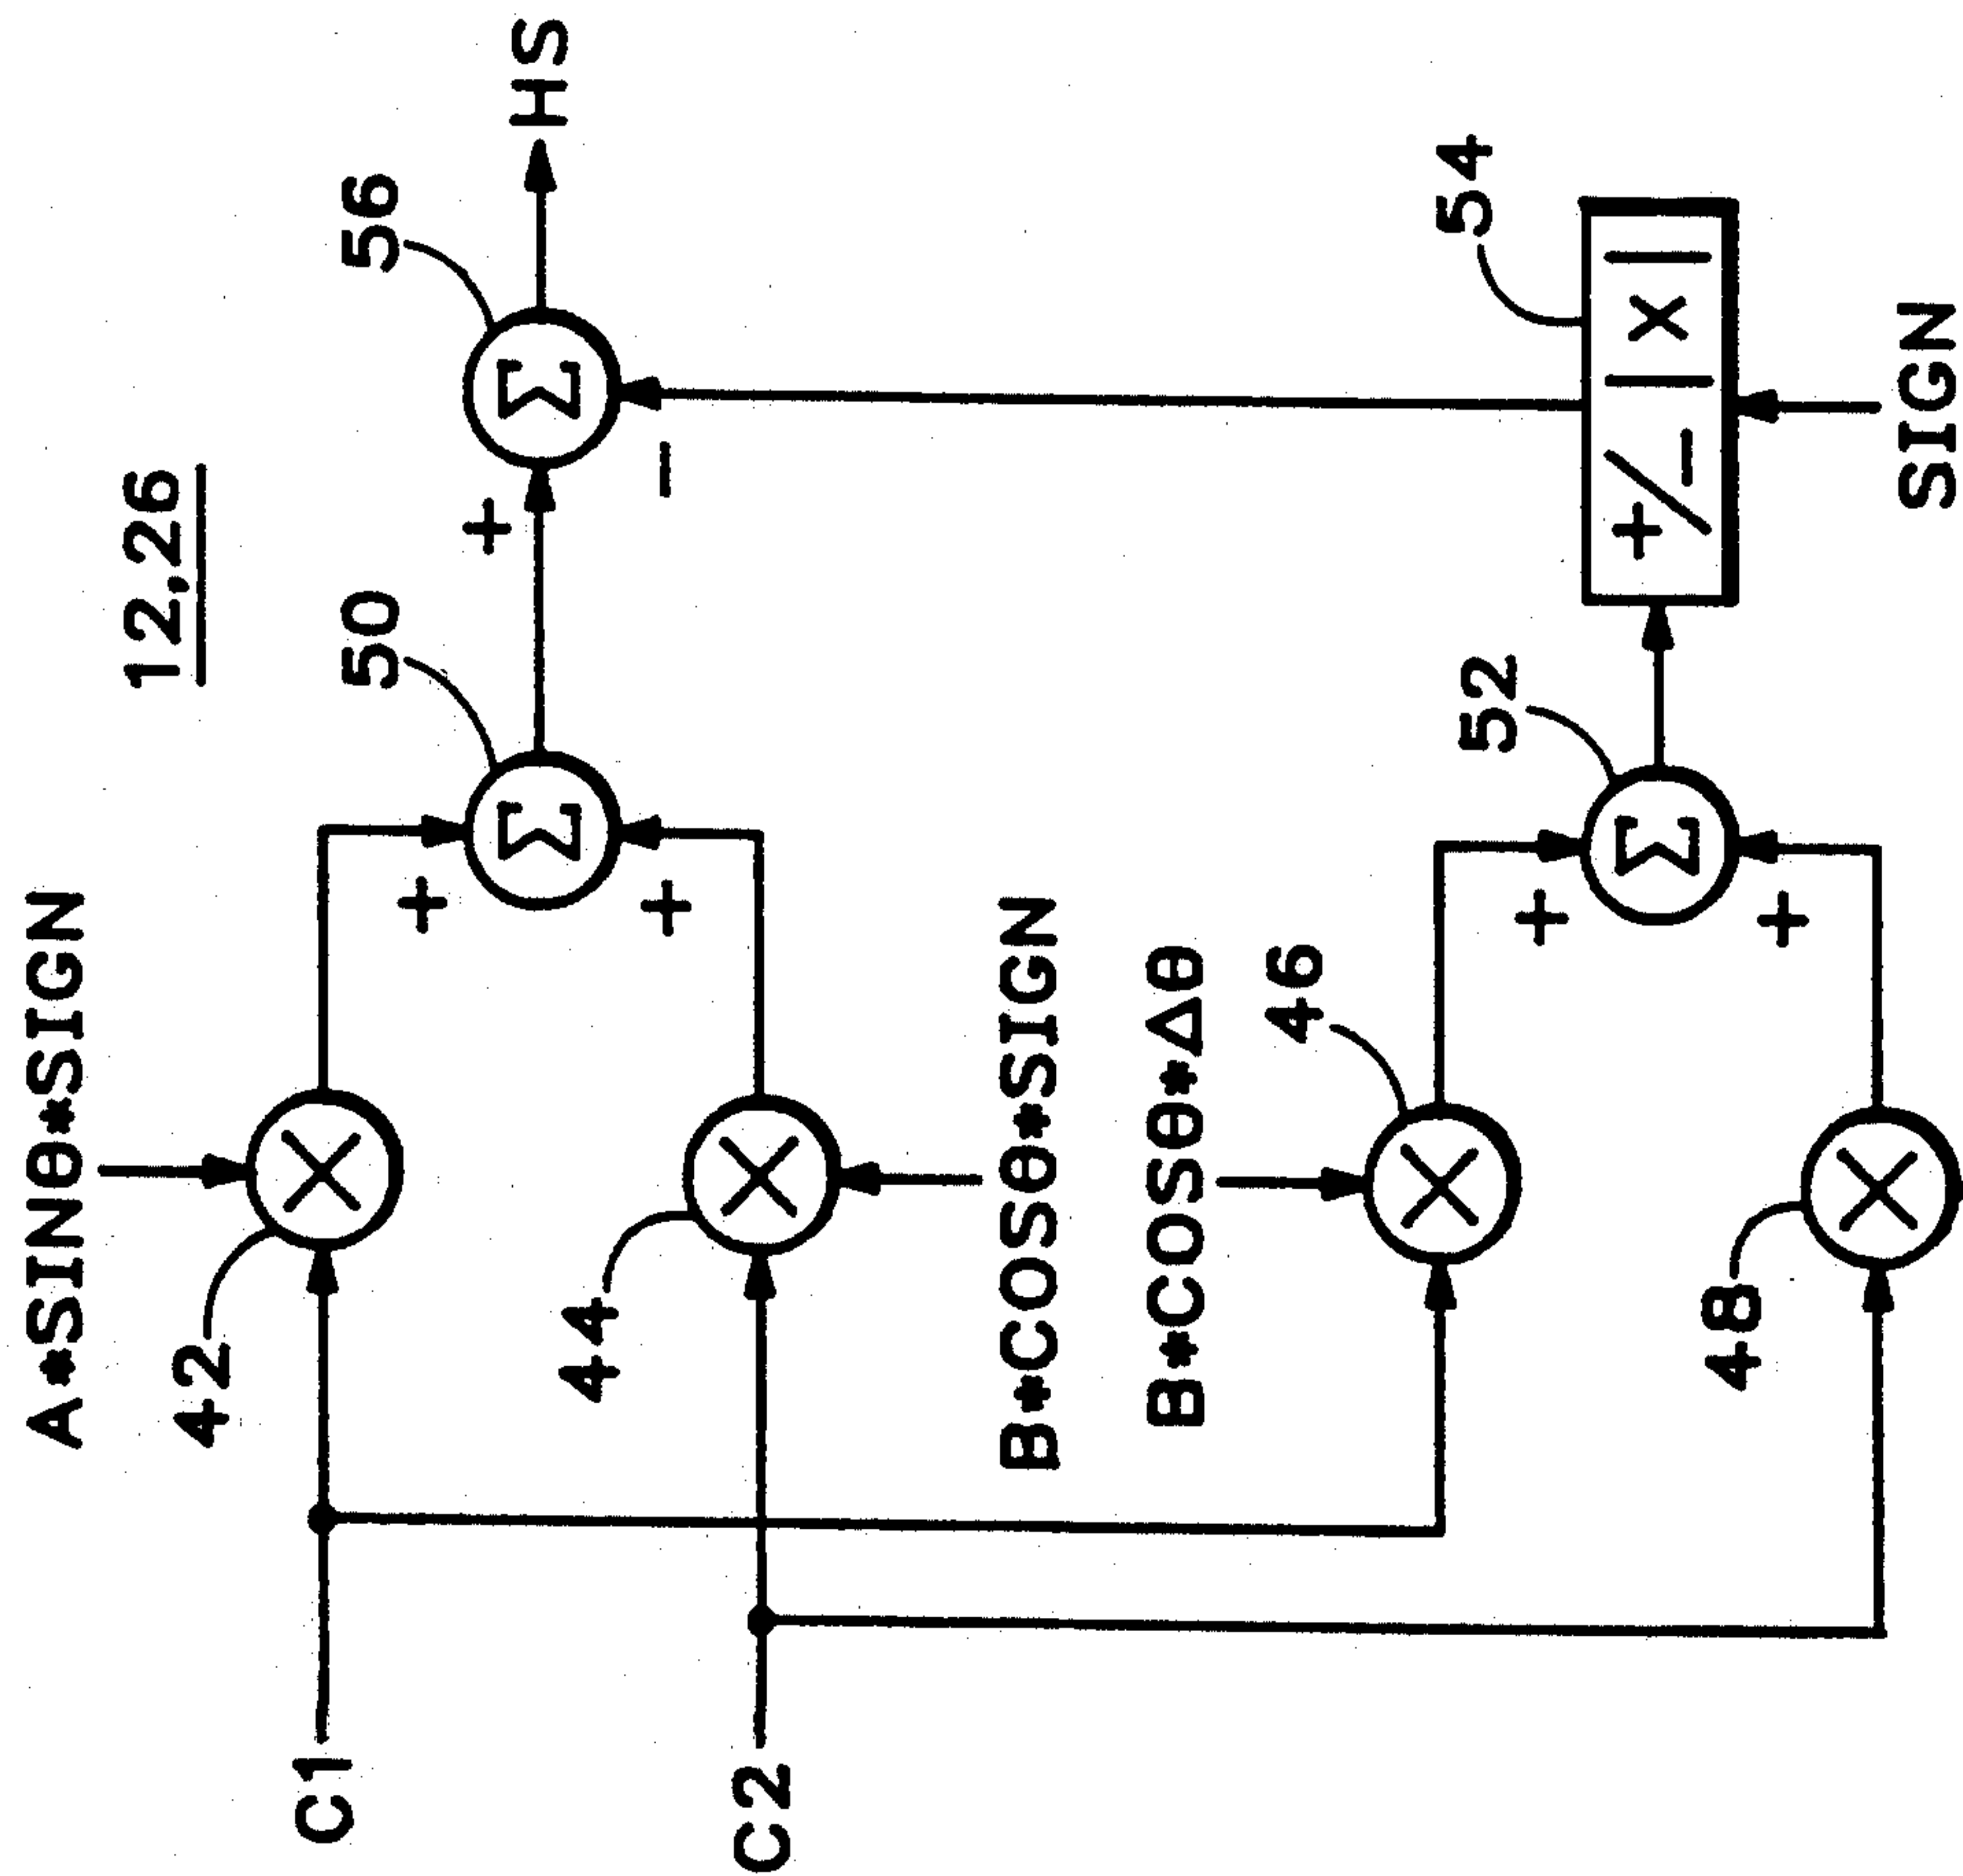 12,26
A*SINθ*SIGN
42
50
56
C1
+
+
Σ
+
Σ
HS
44
+
−
C2
B*COSθ*SIGN
B*COSθ*Δθ
46
52
54
+
Σ
+/− |X|
+
48
SIGN